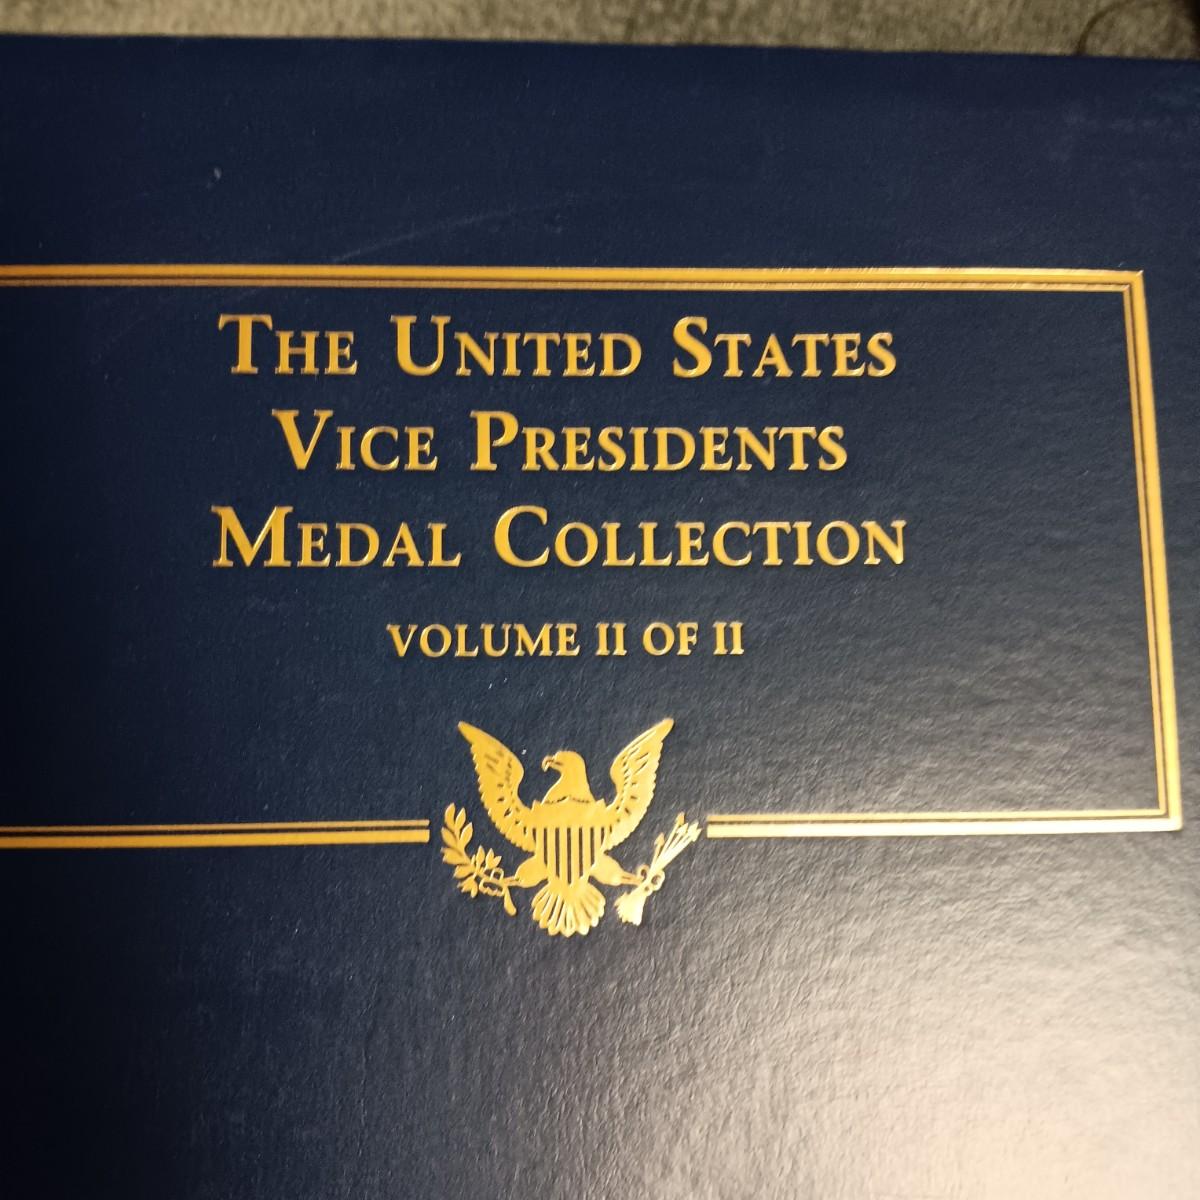 THE UNITED STATES
VICE PRESIDENTS
MEDAL COLLECTION
VOLUME II OF II